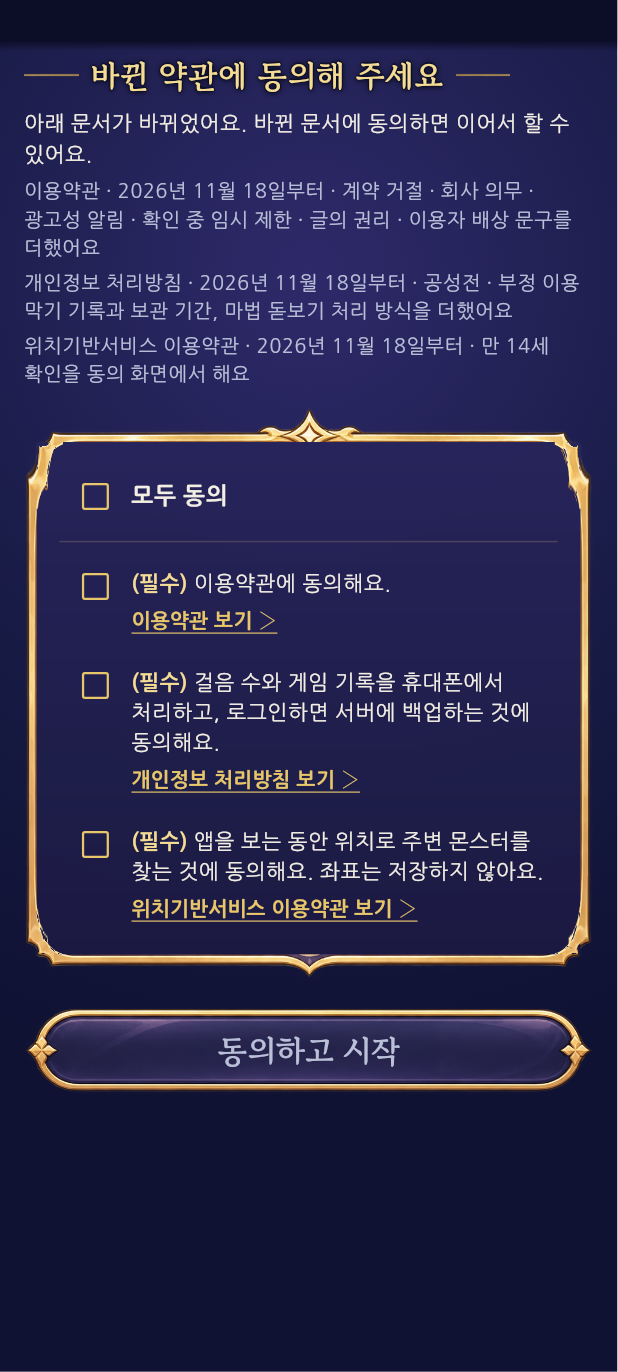 바뀐 약관에 동의해 주세요
아래 문서가 바뀌었어요. 바뀐 문서에 동의하면 이어서 할 수
있어요.
이용약관 · 2026년 11월 18일부터 · 계약 거절 · 회사 의무 ·
광고성 알림 · 확인 중 임시 제한 · 글의 권리 · 이용자 배상 문구를
더했어요
개인정보 처리방침 · 2026년 11월 18일부터 · 공성전 · 부정 이용
막기 기록과 보관 기간, 마법 돋보기 처리 방식을 더했어요
위치기반서비스 이용약관 · 2026년 11월 18일부터 · 만 14세
확인을 동의 화면에서 해요
모두 동의
(필수) 이용약관에 동의해요.
이용약관 보기 >
(필수) 걸음 수와 게임 기록을 휴대폰에서
처리하고, 로그인하면 서버에 백업하는 것에
동의해요.
개인정보 처리방침 보기 >
(필수) 앱을 보는 동안 위치로 주변 몬스터를
찾는 것에 동의해요. 좌표는 저장하지 않아요.
위치기반서비스 이용약관 보기 >
동의하고 시작